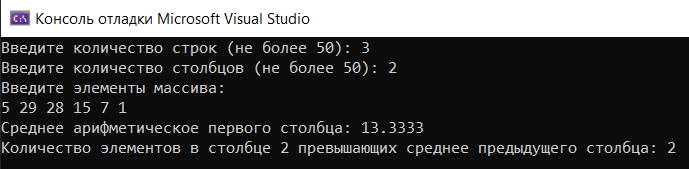 C:\ Консоль отладки Microsoft Visual Studio
Введите количество строк (не более 50): 3
Введите количество столбцов (не более 50): 2
Введите элементы массива:
5 29 28 15 7 1
Среднее арифметическое первого столбца: 13.3333
Количество элементов в столбце 2 превышающих среднее предыдущего столбца: 2